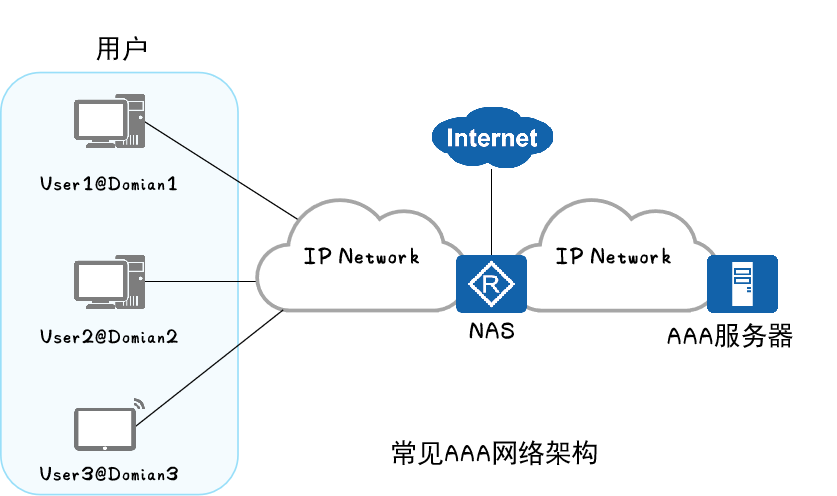 用户
User1@Domian1
User2@Domian2
User3@Domian3
Internet
IP Network
IP Network
R
NAS
AAA服务器
常见AAA网络架构